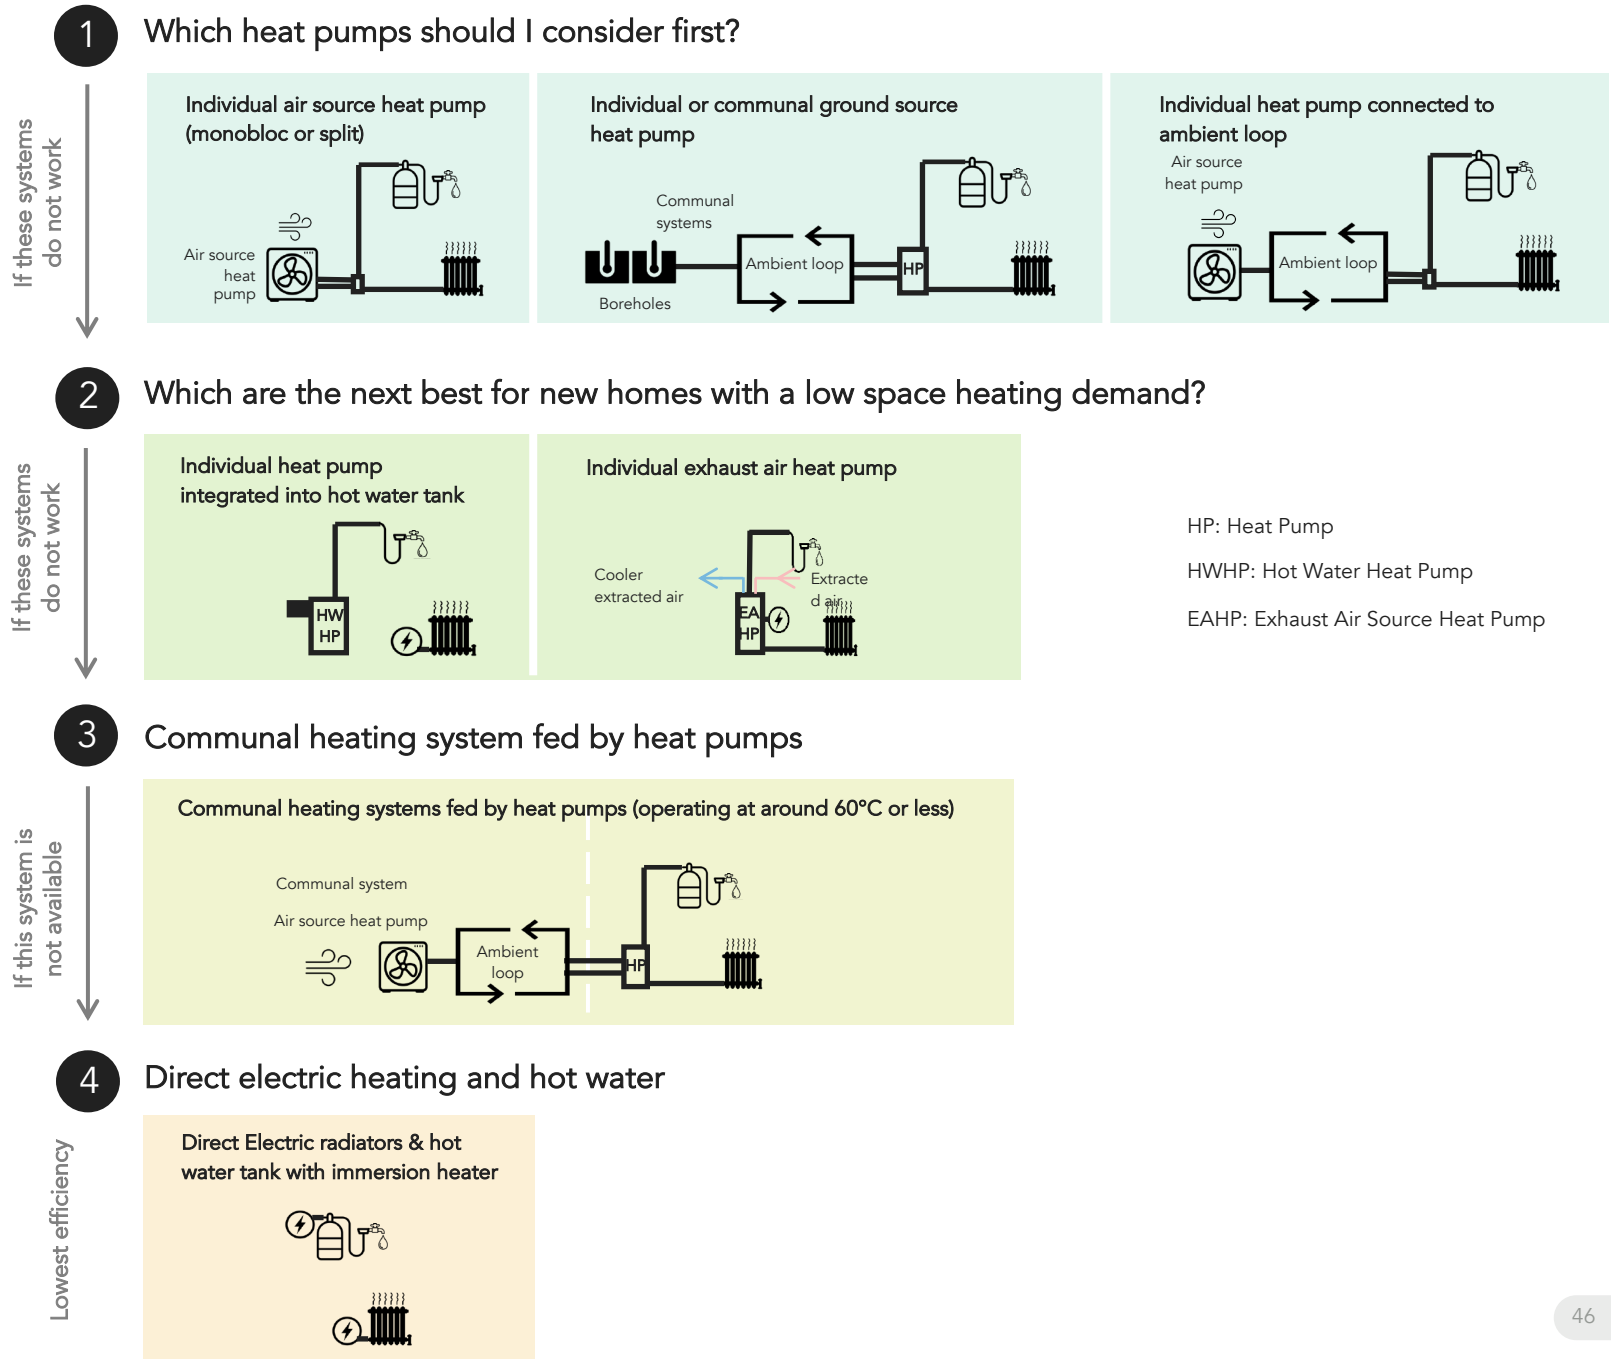 1
Which heat pumps should I consider first?
If these systems
do not work
Individual air source heat pump
(monobloc or split)
Air source
heat
pump
Individual or communal ground source
heat pump
Communal
systems
Boreholes
Ambient loop
HP
Individual heat pump connected to
ambient loop
Air source
heat pump
Ambient loop
2
Which are the next best for new homes with a low space heating demand?
If these systems
do not work
Individual heat pump
integrated into hot water tank
HW
HP
Individual exhaust air heat pump
Cooler
extracted air
Extracte
d air
EA
HP
HP: Heat Pump
HWHP: Hot Water Heat Pump
EAHP: Exhaust Air Source Heat Pump
3
Communal heating system fed by heat pumps
If this system is
not available
Communal heating systems fed by heat pumps (operating at around 60°C or less)
Communal system
Air source heat pump
Ambient
loop
HP
4
Direct electric heating and hot water
Lowest efficiency
Direct Electric radiators & hot
water tank with immersion heater
46